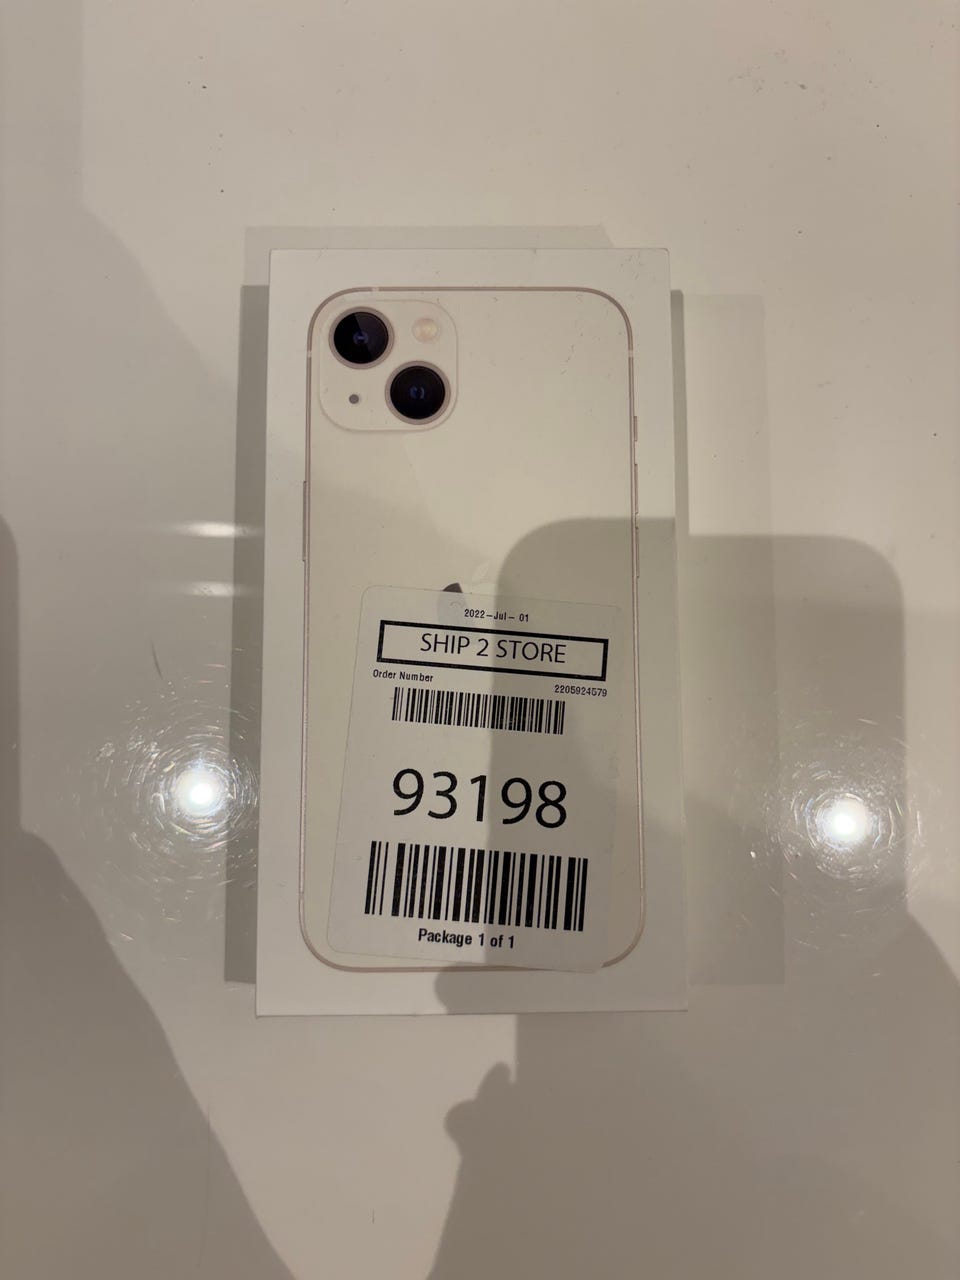 2022-Jul- 01
SHIP 2 STORE
Order Number
2205924579
93198
Package 1 of 1